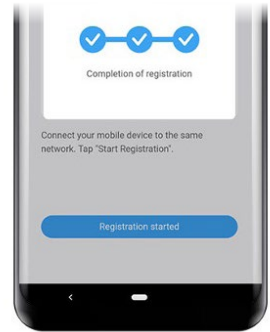 Completion of registration
Connect your mobile device to the same
network. Tap "Start Registration".
Registration started